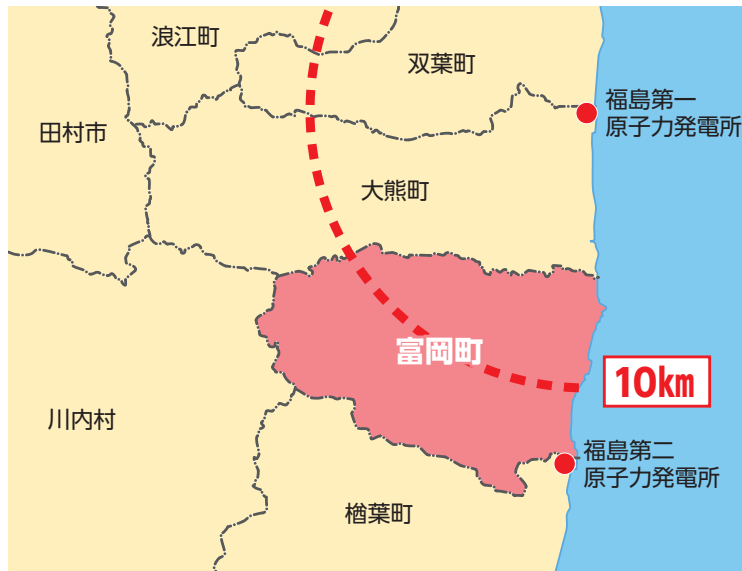 浪江町
双葉町
福島第一
原子力発電所
田村市
大熊町
富岡町
10km
川内村
福島第二
原子力発電所
楢葉町